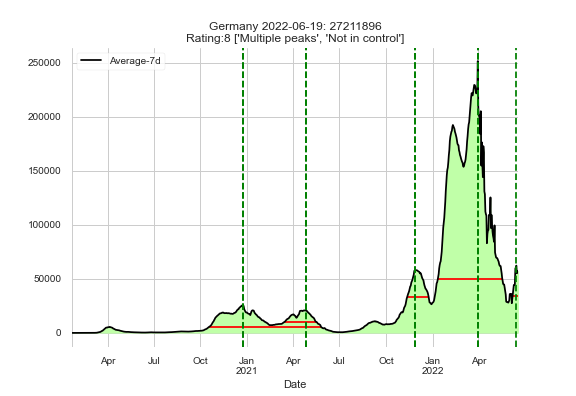 Germany 2022-06-19: 27211896
Rating:8 ['Multiple peaks', 'Not in control']
Average-7d
250000
200000
150000
100000
50000
0
Apr Jul Oct Jan Apr Jul Oct Jan Apr
2021 2022
Date